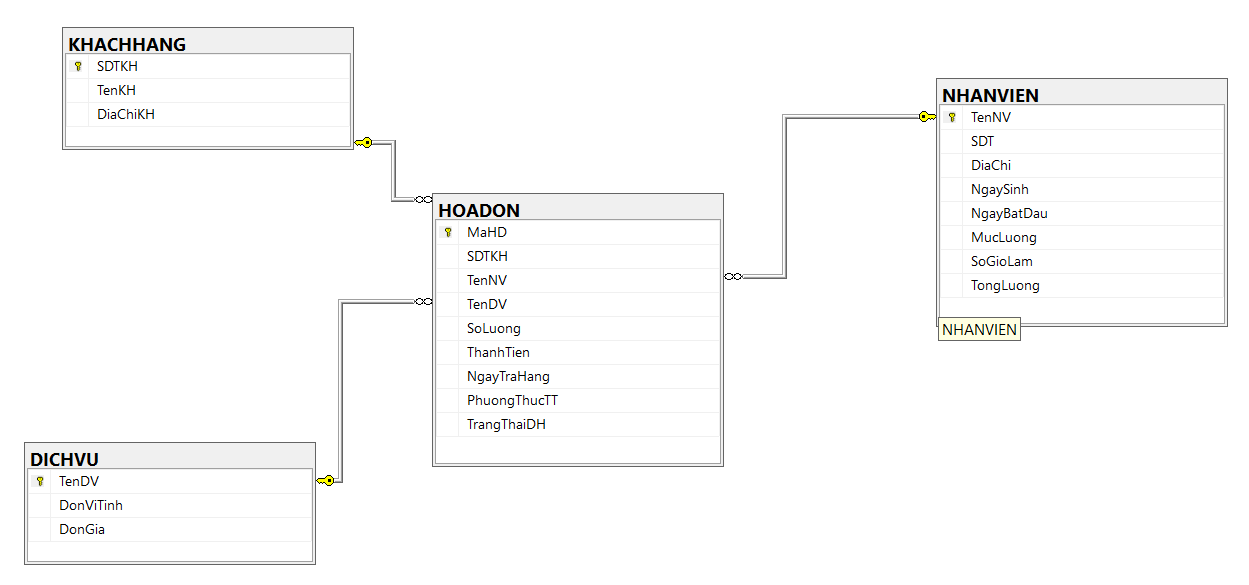 KHACHHANG
SDTKH
TenKH
DiaChiKH
HOADON
MaHD
SDTKH
TenNV
TenDV
SoLuong
ThanhTien
NgayTraHang
PhuongThucTT
TrangThaiDH
NHANVIEN
TenNV
SDT
DiaChi
NgaySinh
NgayBatDau
MucLuong
SoGioLam
TongLuong
NHANVIEN
DICHVU
TenDV
DonViTinh
DonGia